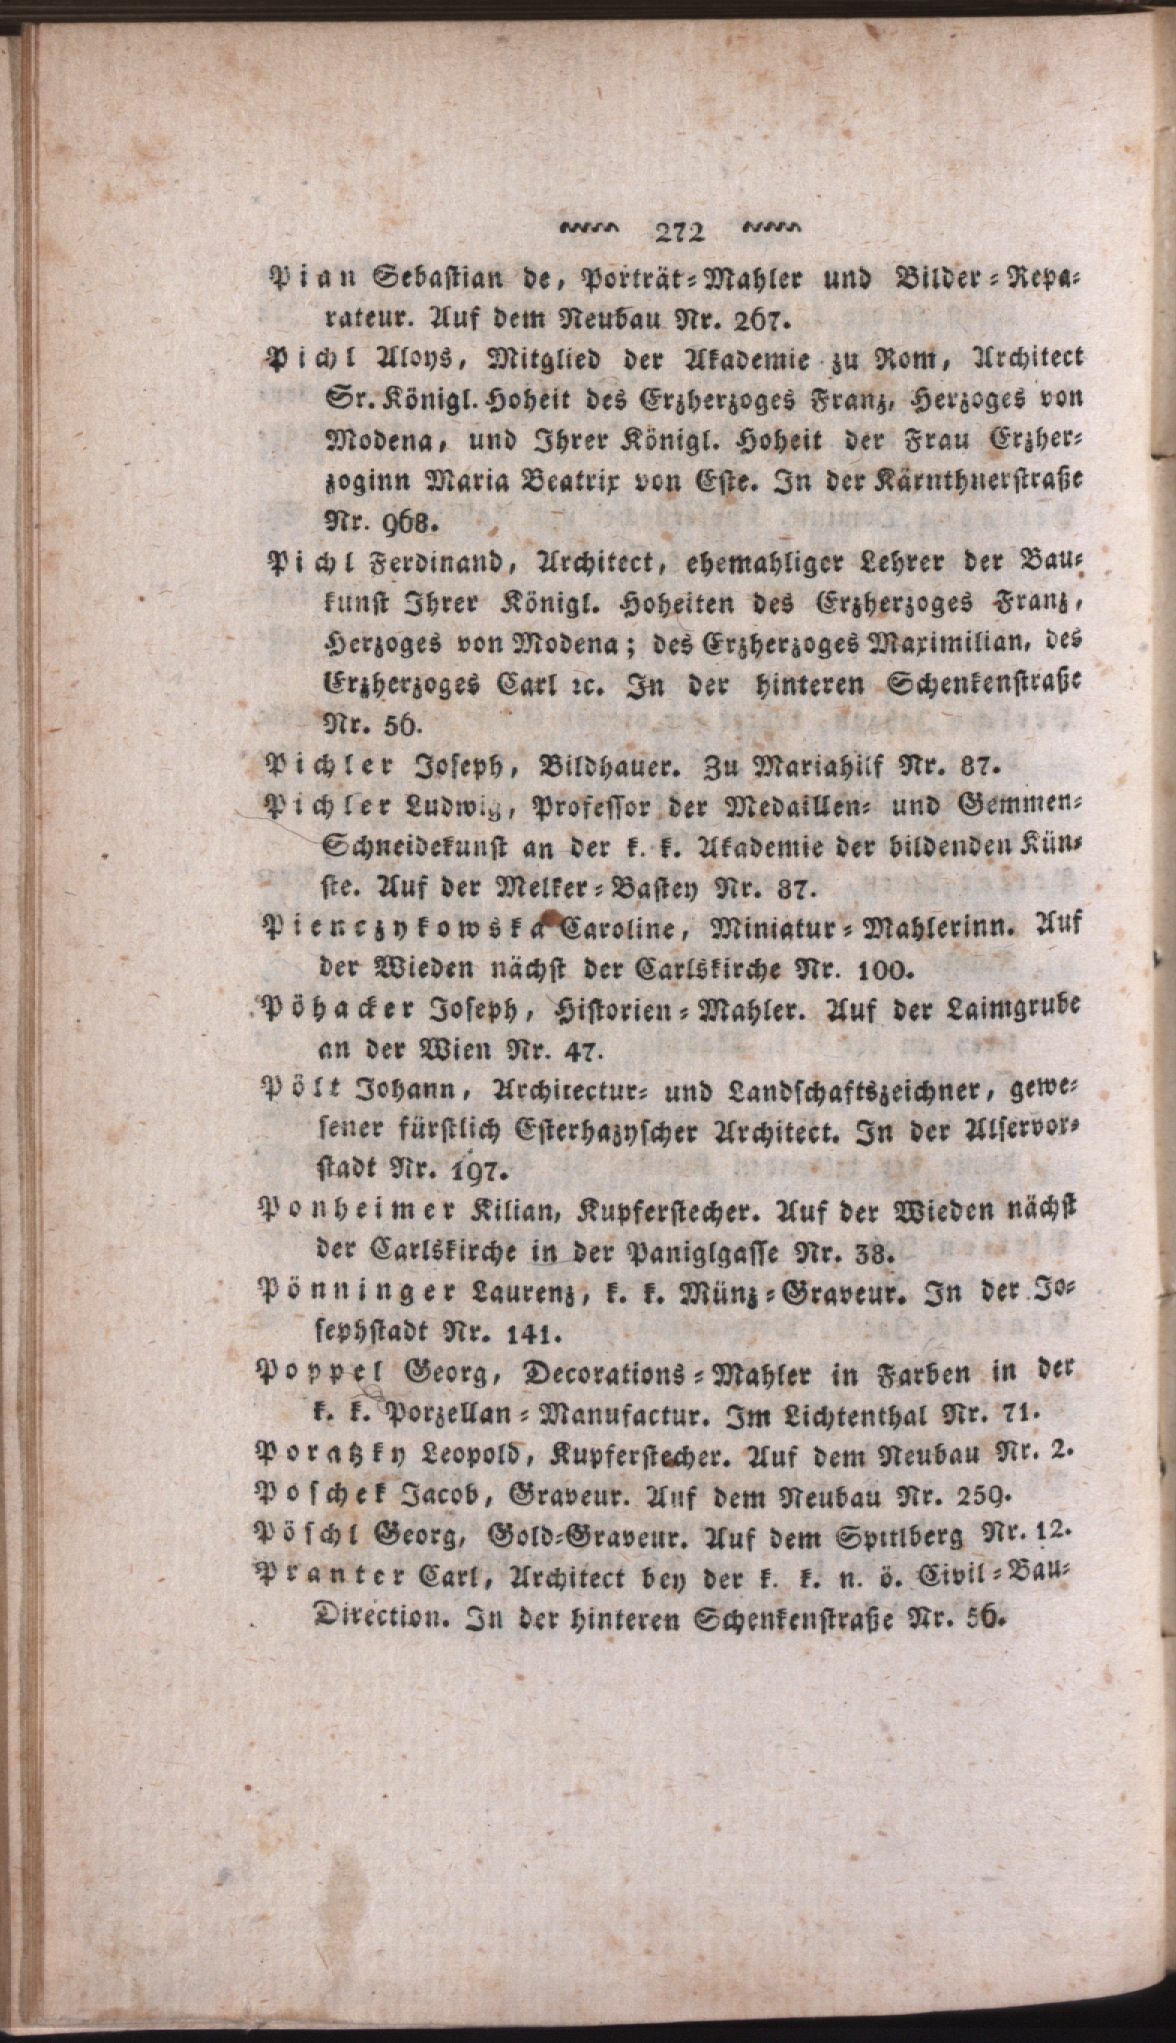 272
Pian Sebastian de, Porträt-Mahler und Bilder-Repa-
rateur. Auf dem Neubau Nr. 267.
Pichl Aloys, Mitglied der Akademie zu Rom, Architect
Sr. Königl. Hoheit des Erzherzoges Franz, Herzoges von
Modena, und Ihrer Königl. Hoheit der Frau Erzher-
zoginn Maria Beatrix von Este. In der Kärnthnerstraße
Nr. 968.
Pichl Ferdinand, Architect, ehemahliger Lehrer der Bau-
kunst Ihrer Königl. Hoheiten des Erzherzoges Franz,
Herzoges von Modena; des Erzherzoges Maximilian, des
Erzherzoges Carl ꝛc. In der hinteren Schenkenstraße
Nr. 56.
Pichler Joseph, Bildhauer. Zu Mariahilf Nr. 87.
Pichler Ludwig, Professor der Medaillen- und Gemmen-
Schneidekunst an der k. k. Akademie der bildenden Kün-
ste. Auf der Melker-Bastey Nr. 87.
Pienczykowska Caroline, Miniatur-Mahlerinn. Auf
der Wieden nächst der Carlskirche Nr. 100.
Pöhacker Joseph, Historien-Mahler. Auf der Laimgrube
an der Wien Nr. 47.
Pölt Johann, Architectur- und Landschaftszeichner, gewe-
sener fürstlich Esterhazyscher Architect. In der Alservor-
stadt Nr. 197.
Ponheimer Kilian, Kupferstecher. Auf der Wieden nächst
der Carlskirche in der Paniglgasse Nr. 38.
Pönninger Laurenz, k. k. Münz-Graveur. In der Jo-
sephstadt Nr. 141.
Poppel Georg, Decorations-Mahler in Farben in der
k. k. Porzellan-Manufactur. Im Lichtenthal Nr. 71.
Poratzky Leopold, Kupferstecher. Auf dem Neubau Nr. 2.
Poschek Jacob, Graveur. Auf dem Neubau Nr. 259.
Pöschl Georg, Gold-Graveur. Auf dem Spitlberg Nr. 12.
Pranter Carl, Architect bey der k. k. n. ö. Civil-Bau-
Direction. In der hinteren Schenkenstraße Nr. 56.